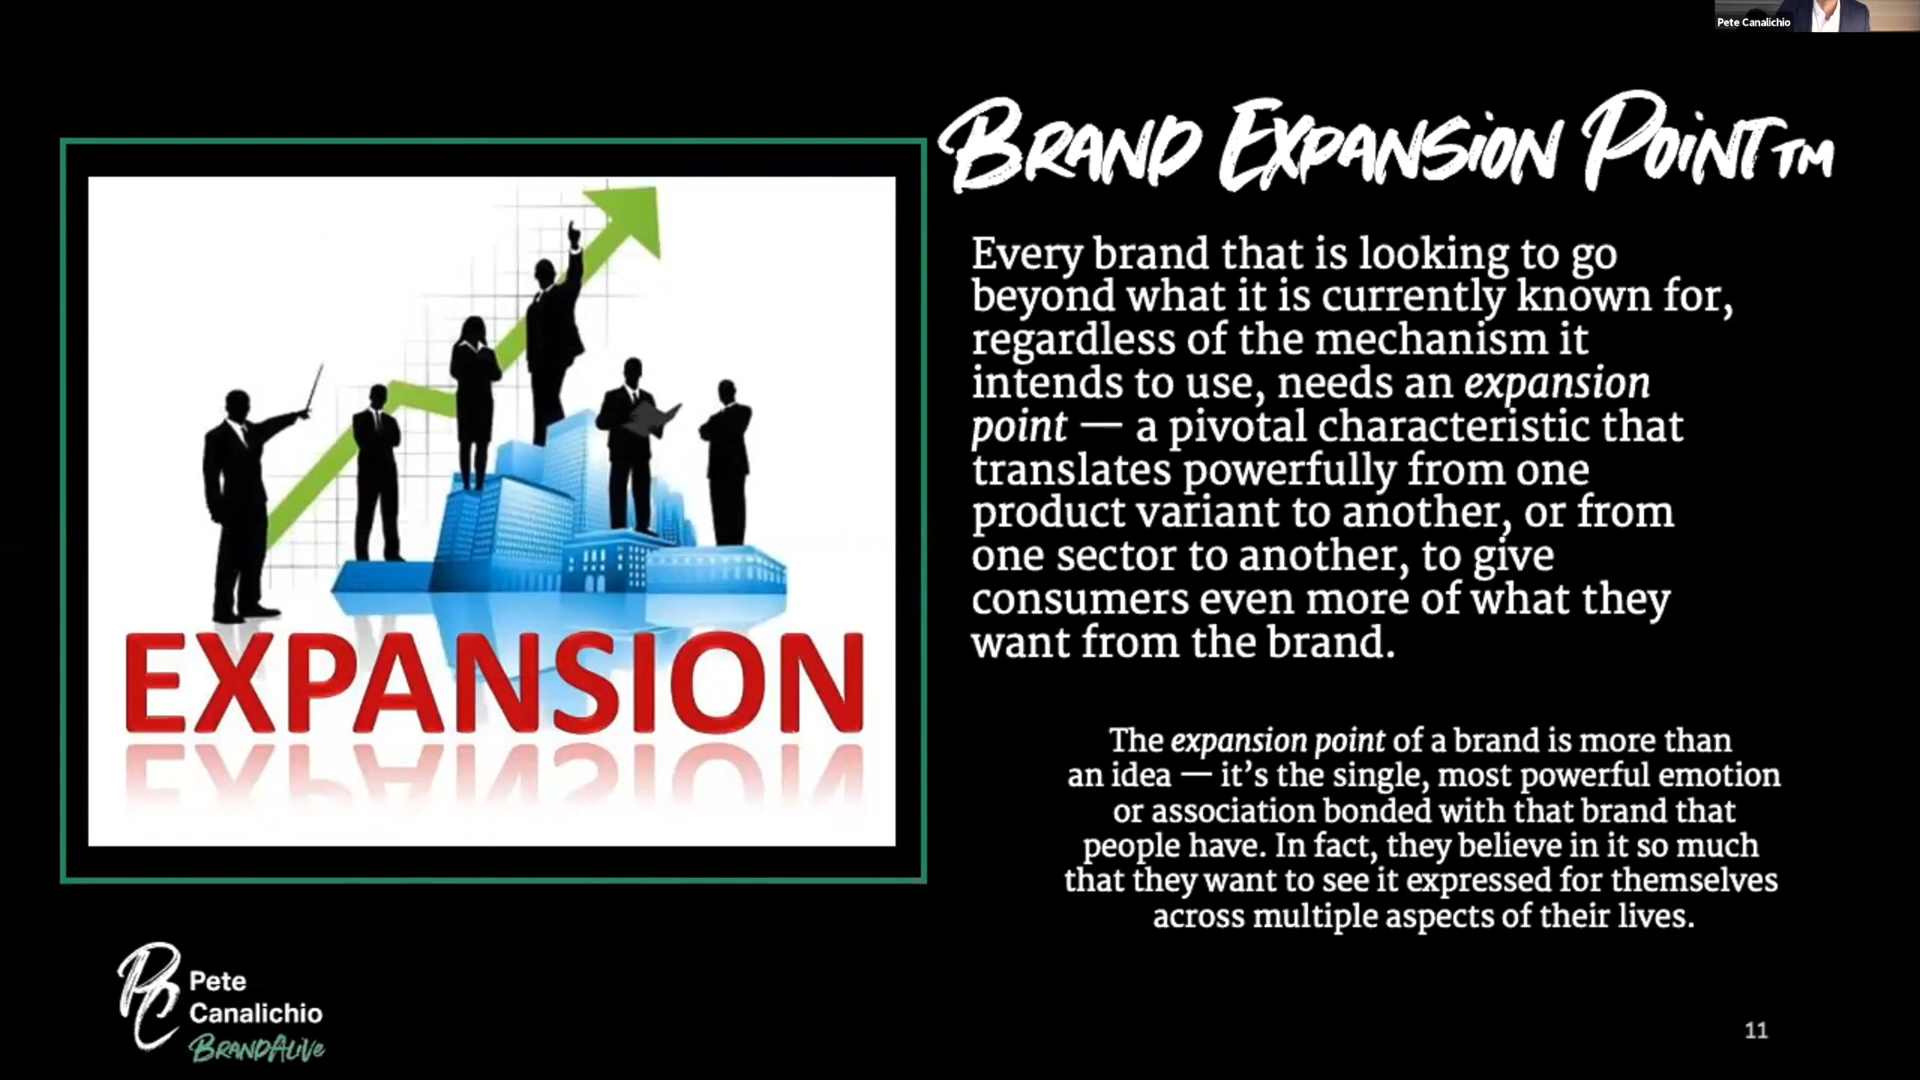 Pete Canalichio
BRAND EXPANSION POINT™
Every brand that is looking to go
beyond what it is currently known for,
regardless of the mechanism it
intends to use, needs an expansion
point — a pivotal characteristic that
translates powerfully from one
product variant to another, or from
one sector to another, to give
consumers even more of what they
want from the brand.
The expansion point of a brand is more than
an idea — it’s the single, most powerful emotion
or association bonded with that brand that
people have. In fact, they believe in it so much
that they want to see it expressed for themselves
across multiple aspects of their lives.
EXPANSION
PC
Pete
Canalichio
BRANDALIVE
11